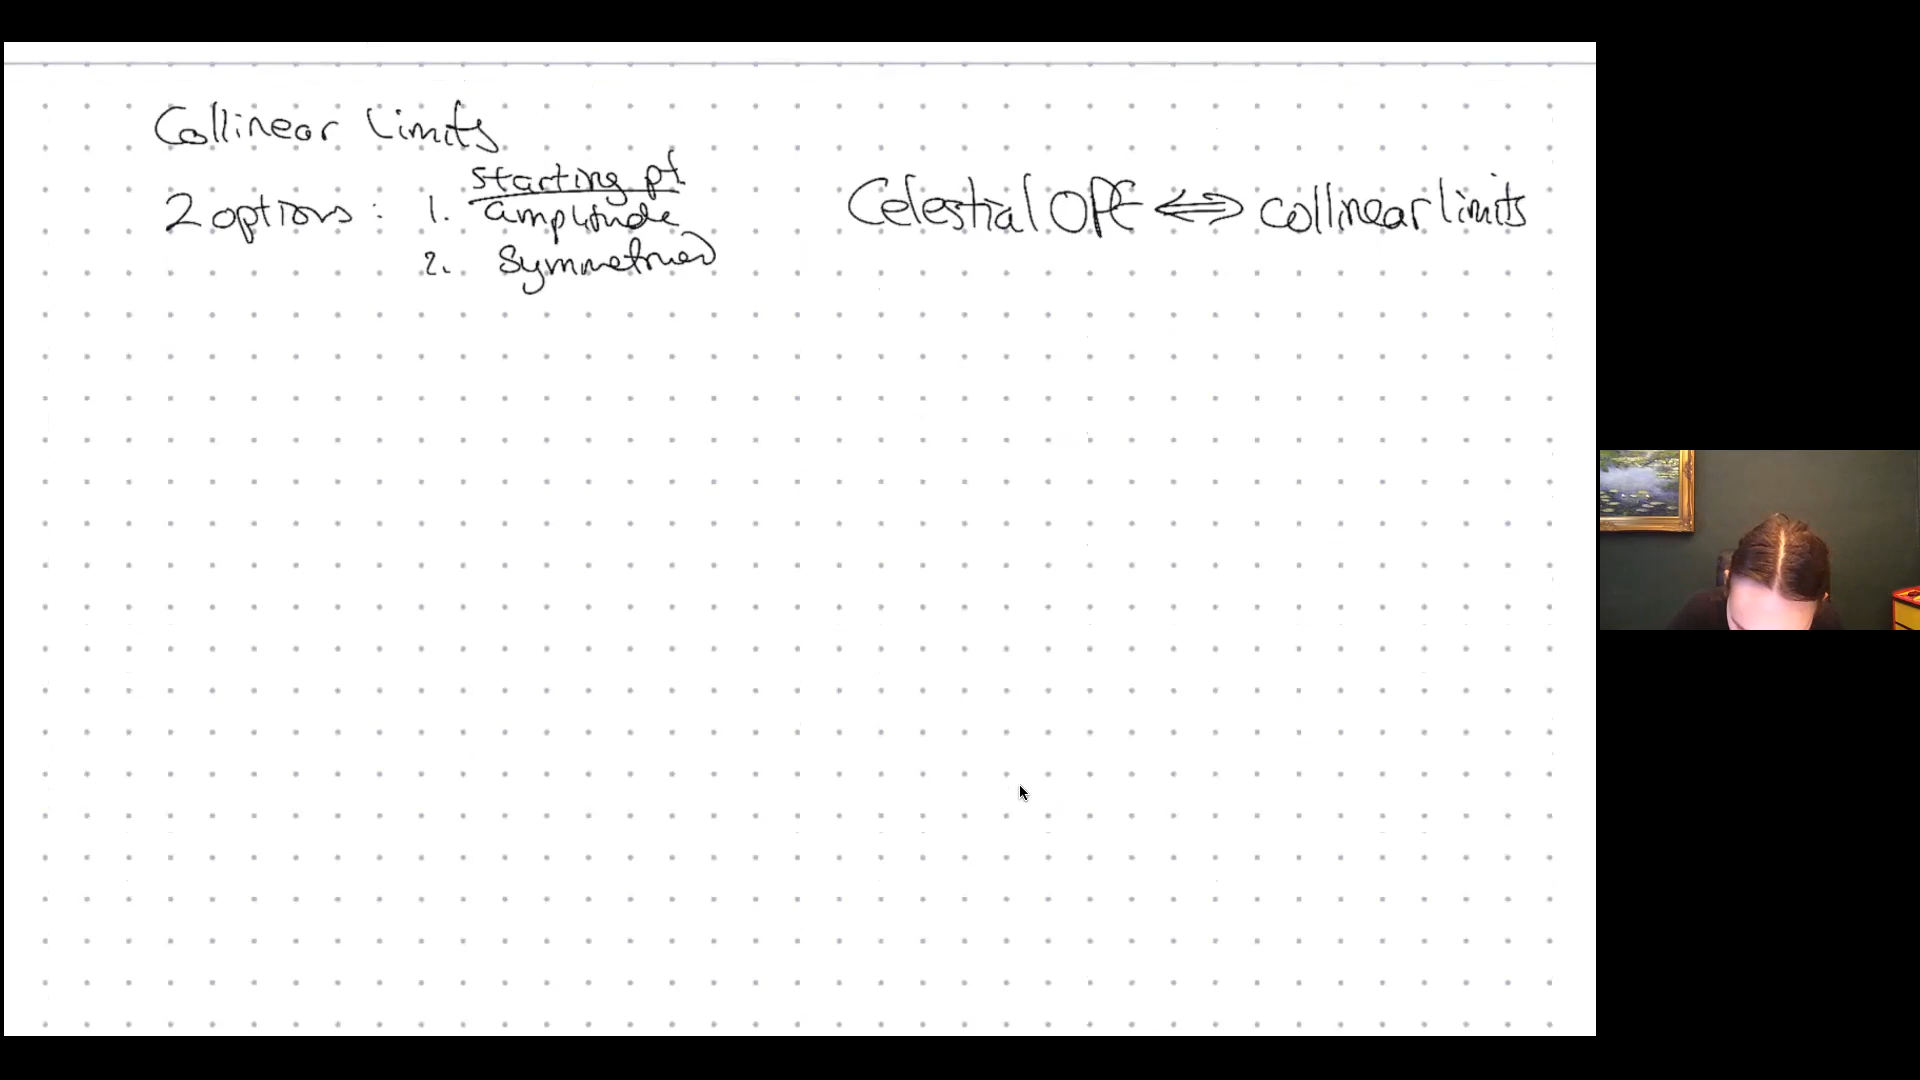 Collinear Limits
starting pt
2 options: 1. amplitude
2. Symmetries
Celestial OPE ⟺ collinear limits